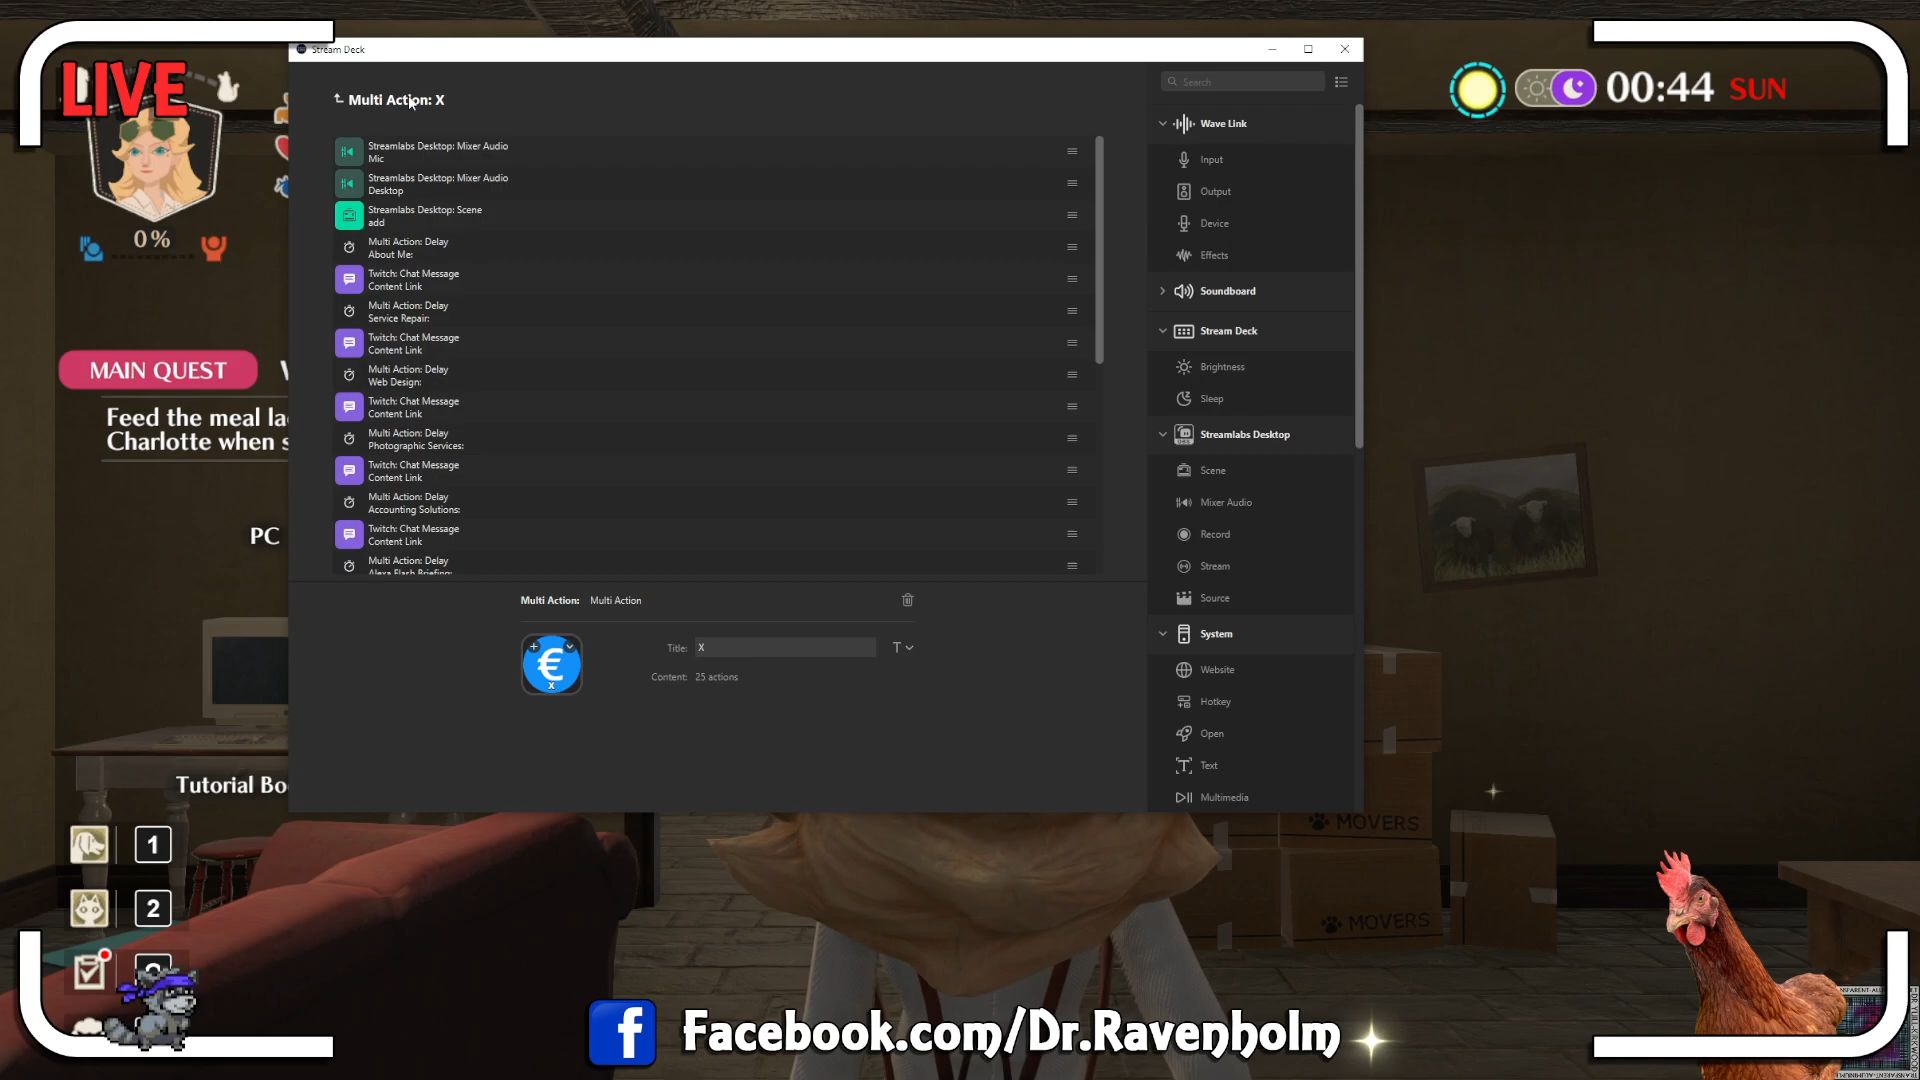 LIVE
Stream Deck
Multi Action: X
Streamlabs Desktop: Mixer Audio
Mic
Streamlabs Desktop: Mixer Audio
Desktop
Streamlabs Desktop: Scene
add
Multi Action: Delay
About Me:
Twitch: Chat Message
Content Link
Multi Action: Delay
Service Repair:
Twitch: Chat Message
Content Link
Multi Action: Delay
Web Design:
Twitch: Chat Message
Content Link
Multi Action: Delay
Photographic Services:
Twitch: Chat Message
Content Link
Multi Action: Delay
Accounting Solutions:
Twitch: Chat Message
Content Link
Multi Action: Delay
Alexa Flash Briefing:
Multi Action: Multi Action
€
X
Title: X
T
Content: 25 actions
Search
Wave Link
Input
Output
Device
Effects
Soundboard
Stream Deck
Brightness
Sleep
Streamlabs Desktop
Scene
Mixer Audio
Record
Stream
Source
System
Website
Hotkey
Open
Text
Multimedia
00:44 SUN
0%
MAIN QUEST
Feed the meal
Charlotte when
PC
Tutorial
1
2
MOVERS
MOVERS
f Facebook.com/Dr.Ravenholm